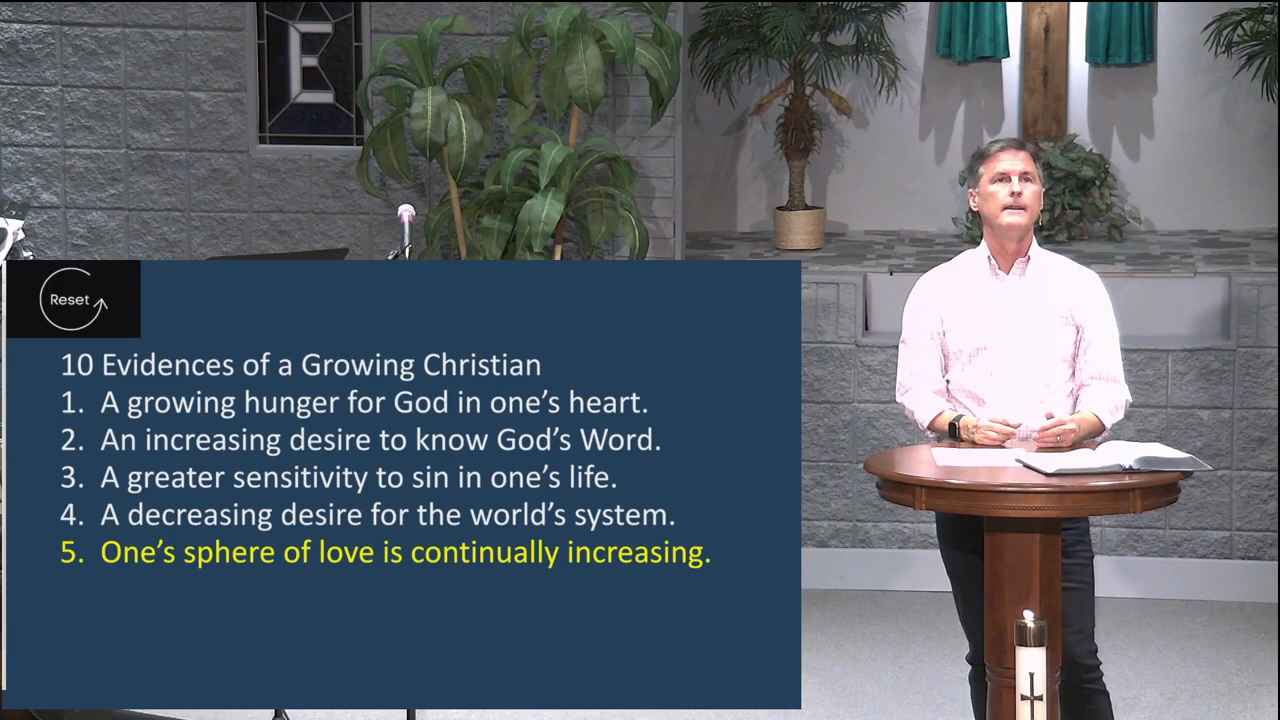 E
Reset
10 Evidences of a Growing Christian
1. A growing hunger for God in one’s heart.
2. An increasing desire to know God’s Word.
3. A greater sensitivity to sin in one’s life.
4. A decreasing desire for the world’s system.
5. One’s sphere of love is continually increasing.